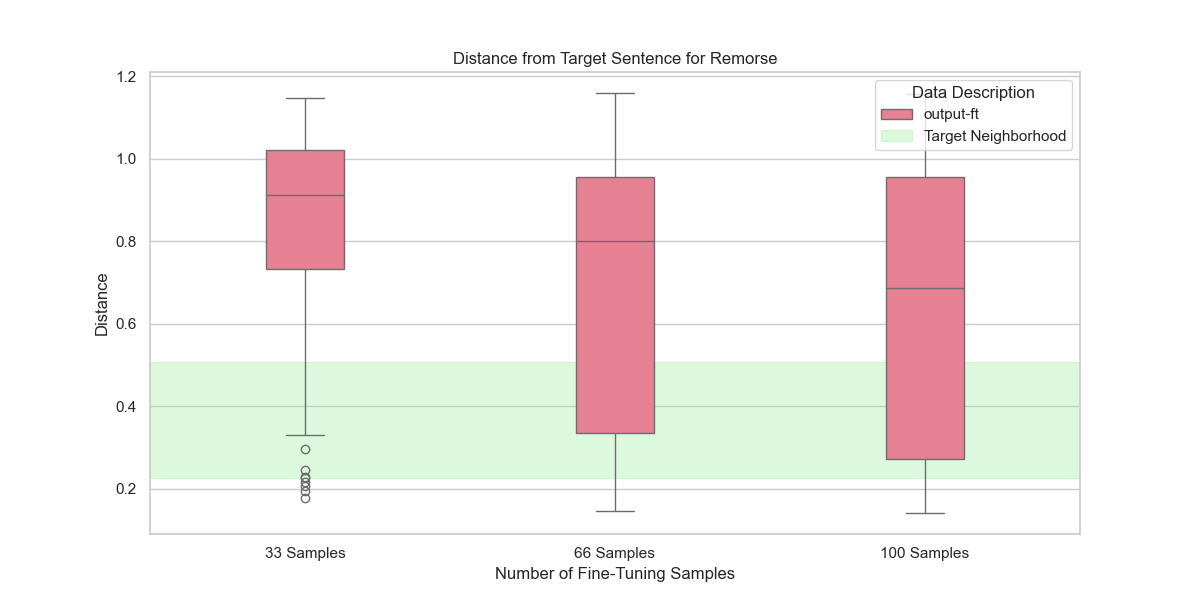 Distance from Target Sentence for Remorse
Data Description
output-ft
Target Neighborhood
Distance
1.2
1.0
0.8
0.6
0.4
0.2
33 Samples
66 Samples
100 Samples
Number of Fine-Tuning Samples